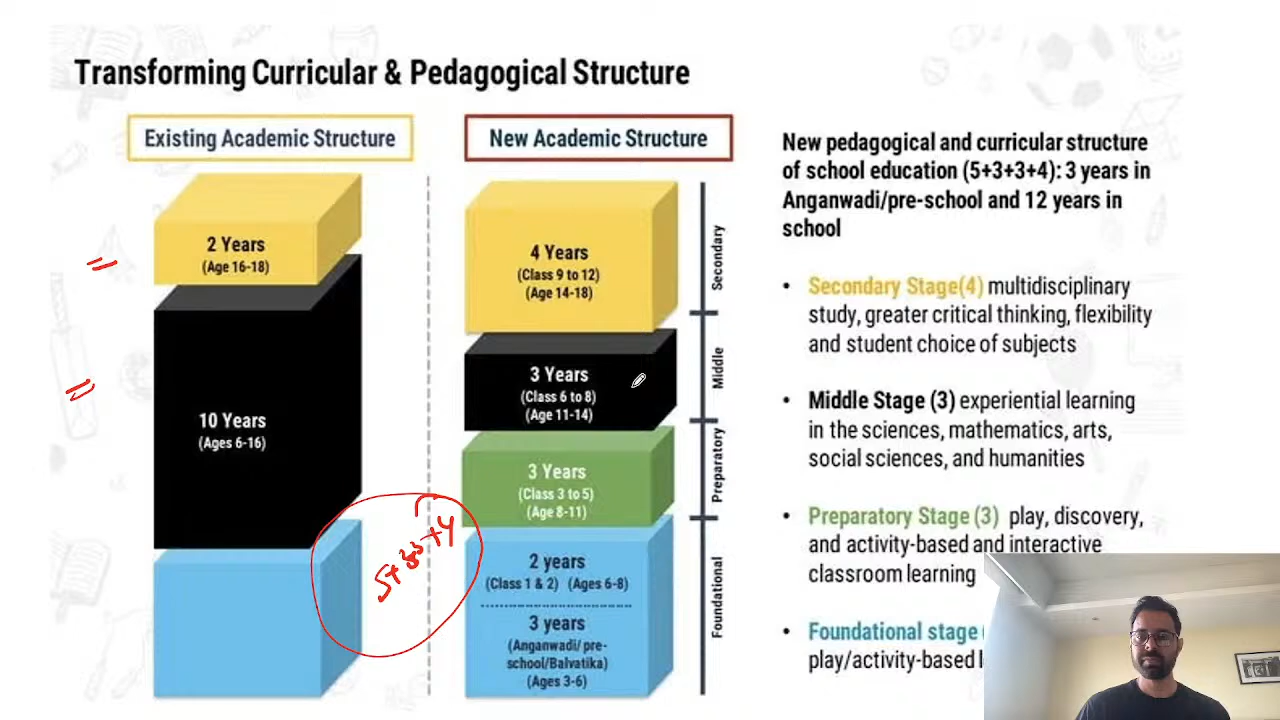 Transforming Curricular & Pedagogical Structure
Existing Academic Structure
2 Years
(Age 16-18)
10 Years
(Ages 6-16)
New Academic Structure
4 Years
(Class 9 to 12)
(Age 14-18)
3 Years
(Class 6 to 8)
(Age 11-14)
3 Years
(Class 3 to 5)
(Age 8-11)
2 years
(Class 1 & 2) (Ages 6-8)
3 years
(Anganwadi/ pre-
school/Balvatika)
(Ages 3-6)
Secondary
Middle
Preparatory
Foundational
New pedagogical and curricular structure
of school education (5+3+3+4): 3 years in
Anganwadi/pre-school and 12 years in
school
• Secondary Stage(4) multidisciplinary
study, greater critical thinking, flexibility
and student choice of subjects
• Middle Stage (3) experiential learning
in the sciences, mathematics, arts,
social sciences, and humanities
• Preparatory Stage (3) play, discovery,
and activity-based and interactive
classroom learning
• Foundational stage (
play/activity-based